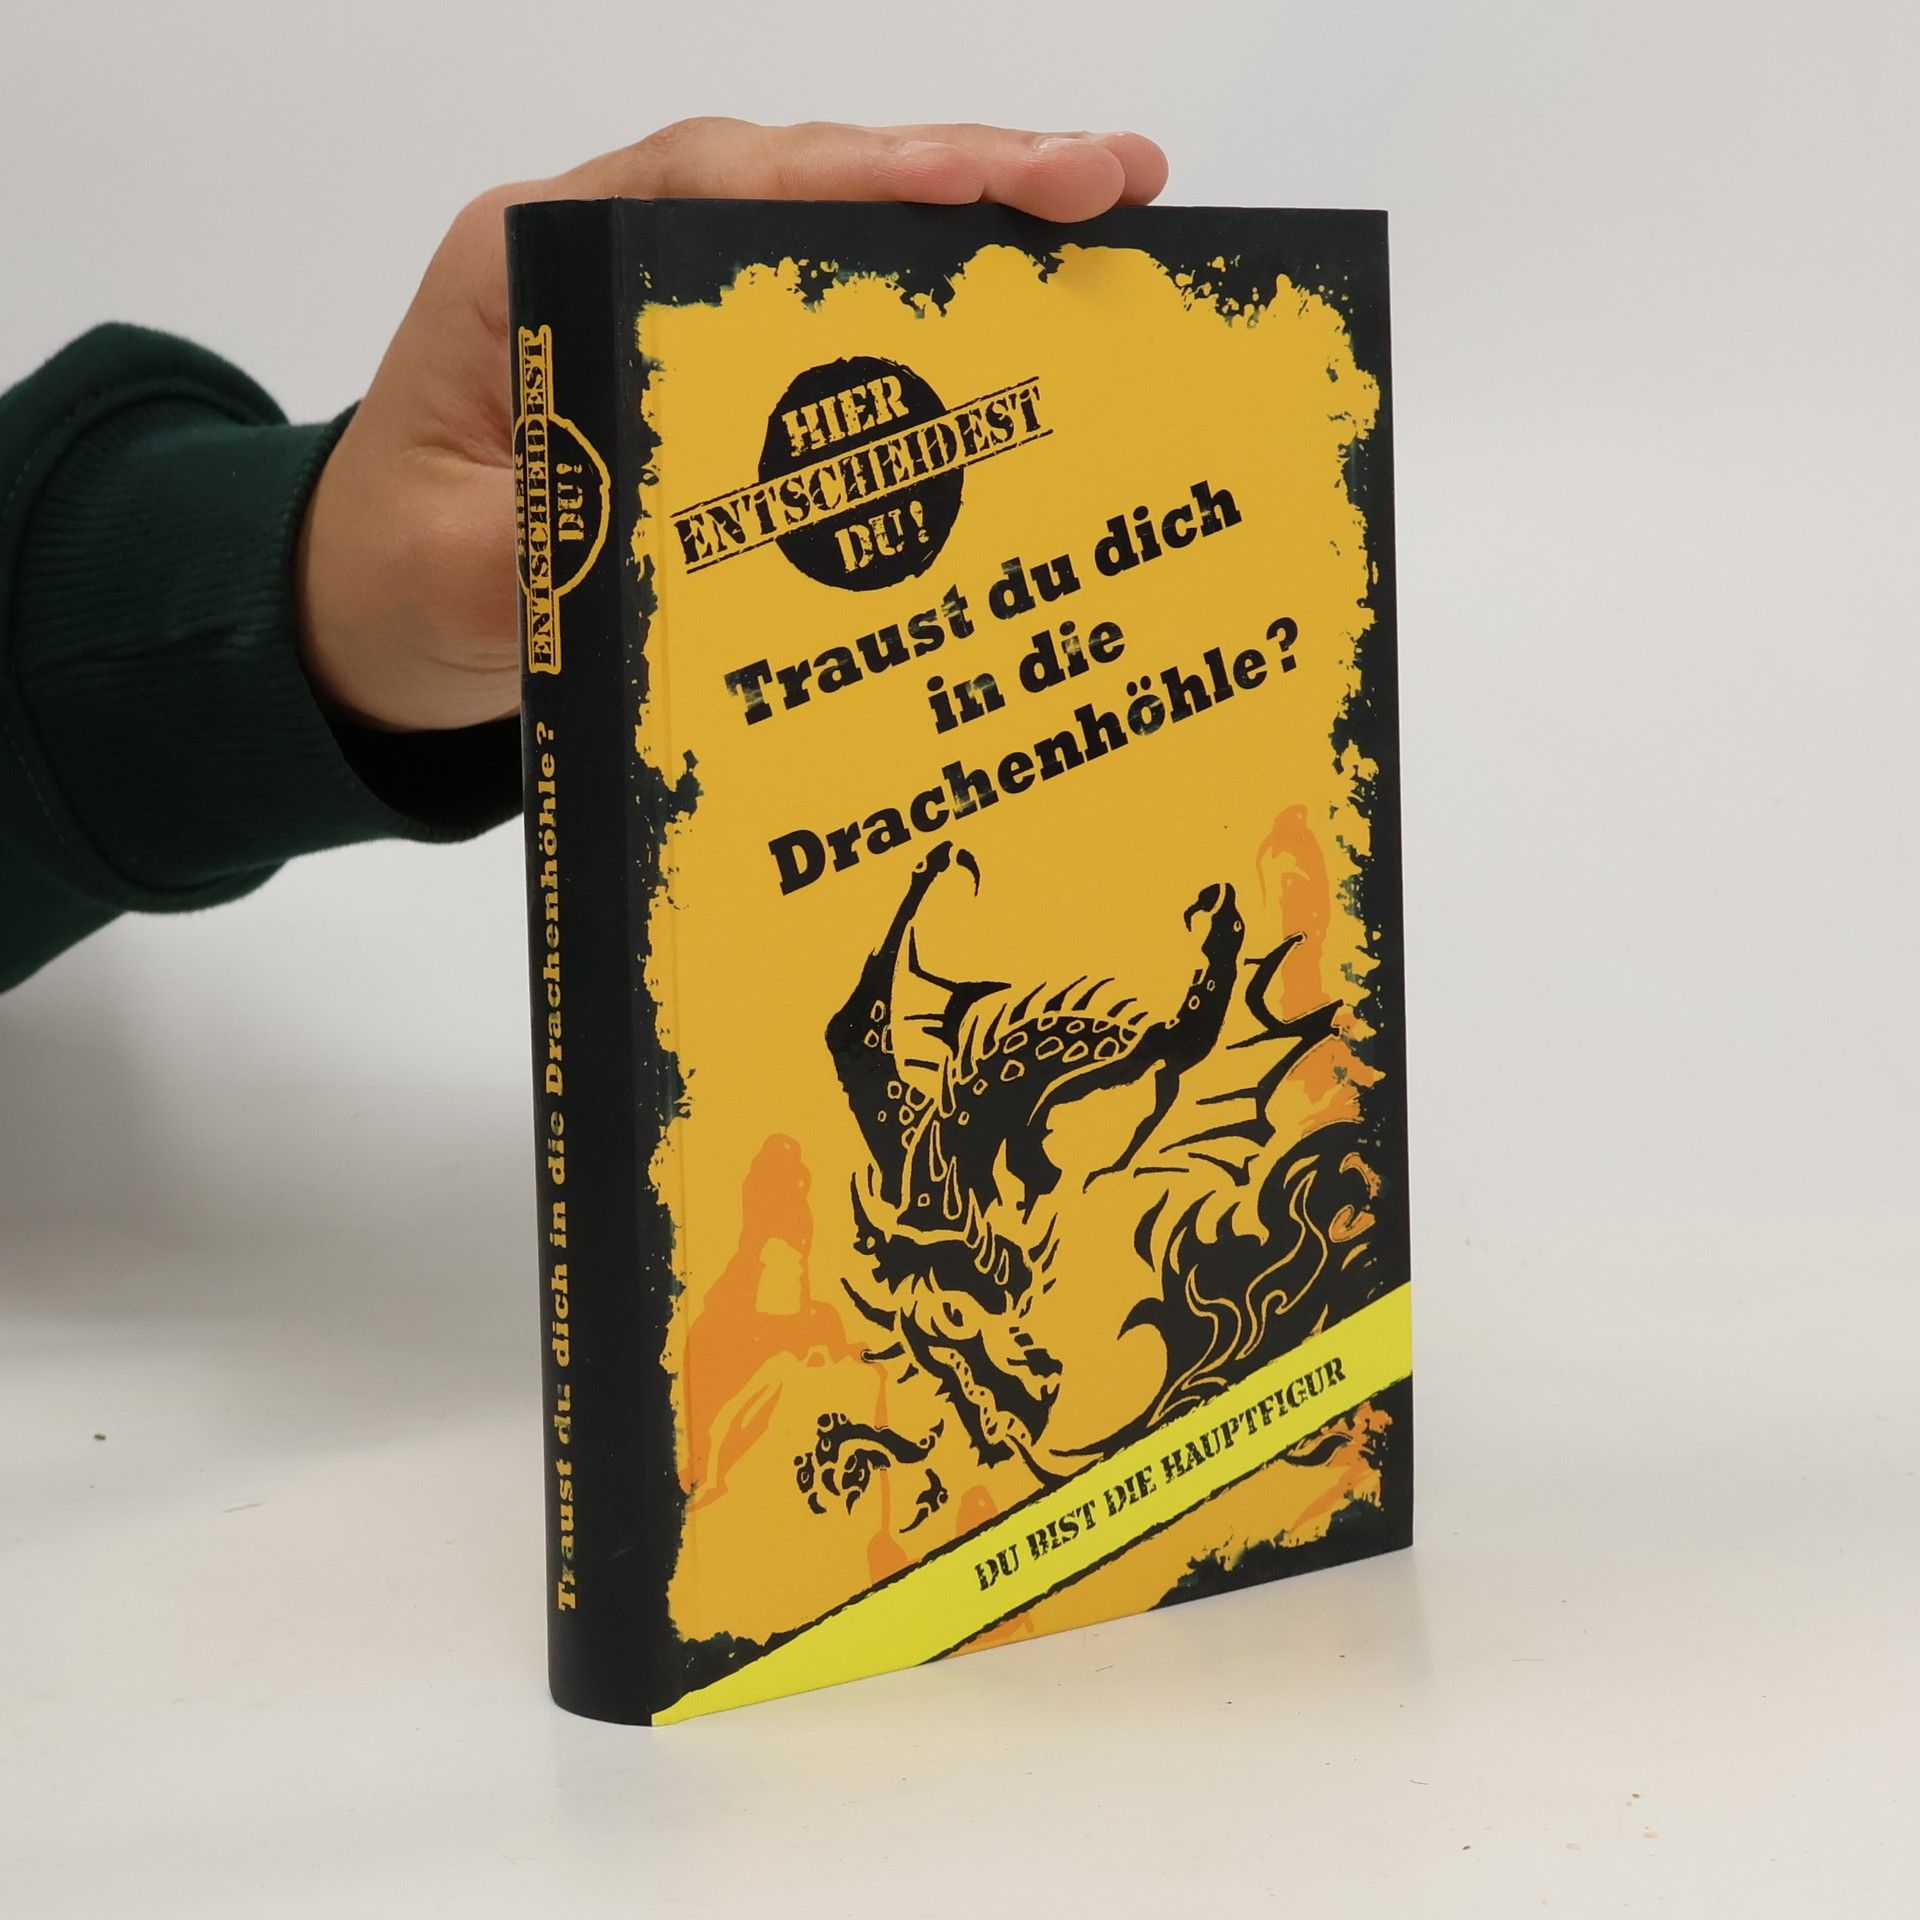 HIER
ENTSCHEIDEST
DU!
Traust du dich in die Drachenhöhle?
HIER
ENTSCHEIDEST
DU!
Traust du dich
in die
Drachenhöhle?
DU BIST DIE HAUPTFIGUR